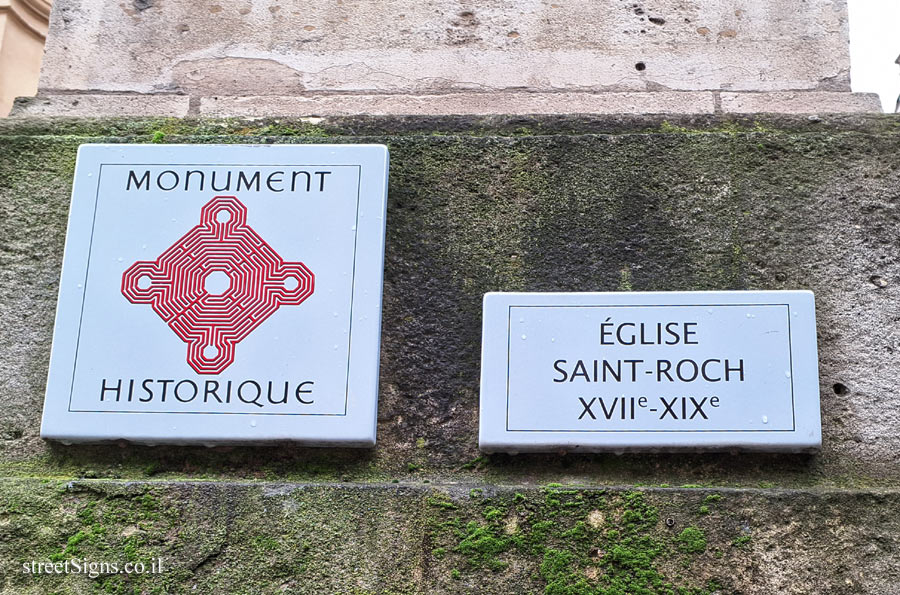 MONUMENT
HISTORIQUE
ÉGLISE
SAINT-ROCH
XVIIᵉ-XIXᵉ
streetSigns.co.il